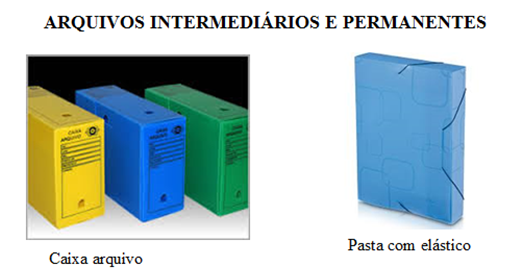 ARQUIVOS INTERMEDIÁRIOS E PERMANENTES
CAIXA
ARQUIVO
Caixa arquivo
Pasta com elástico